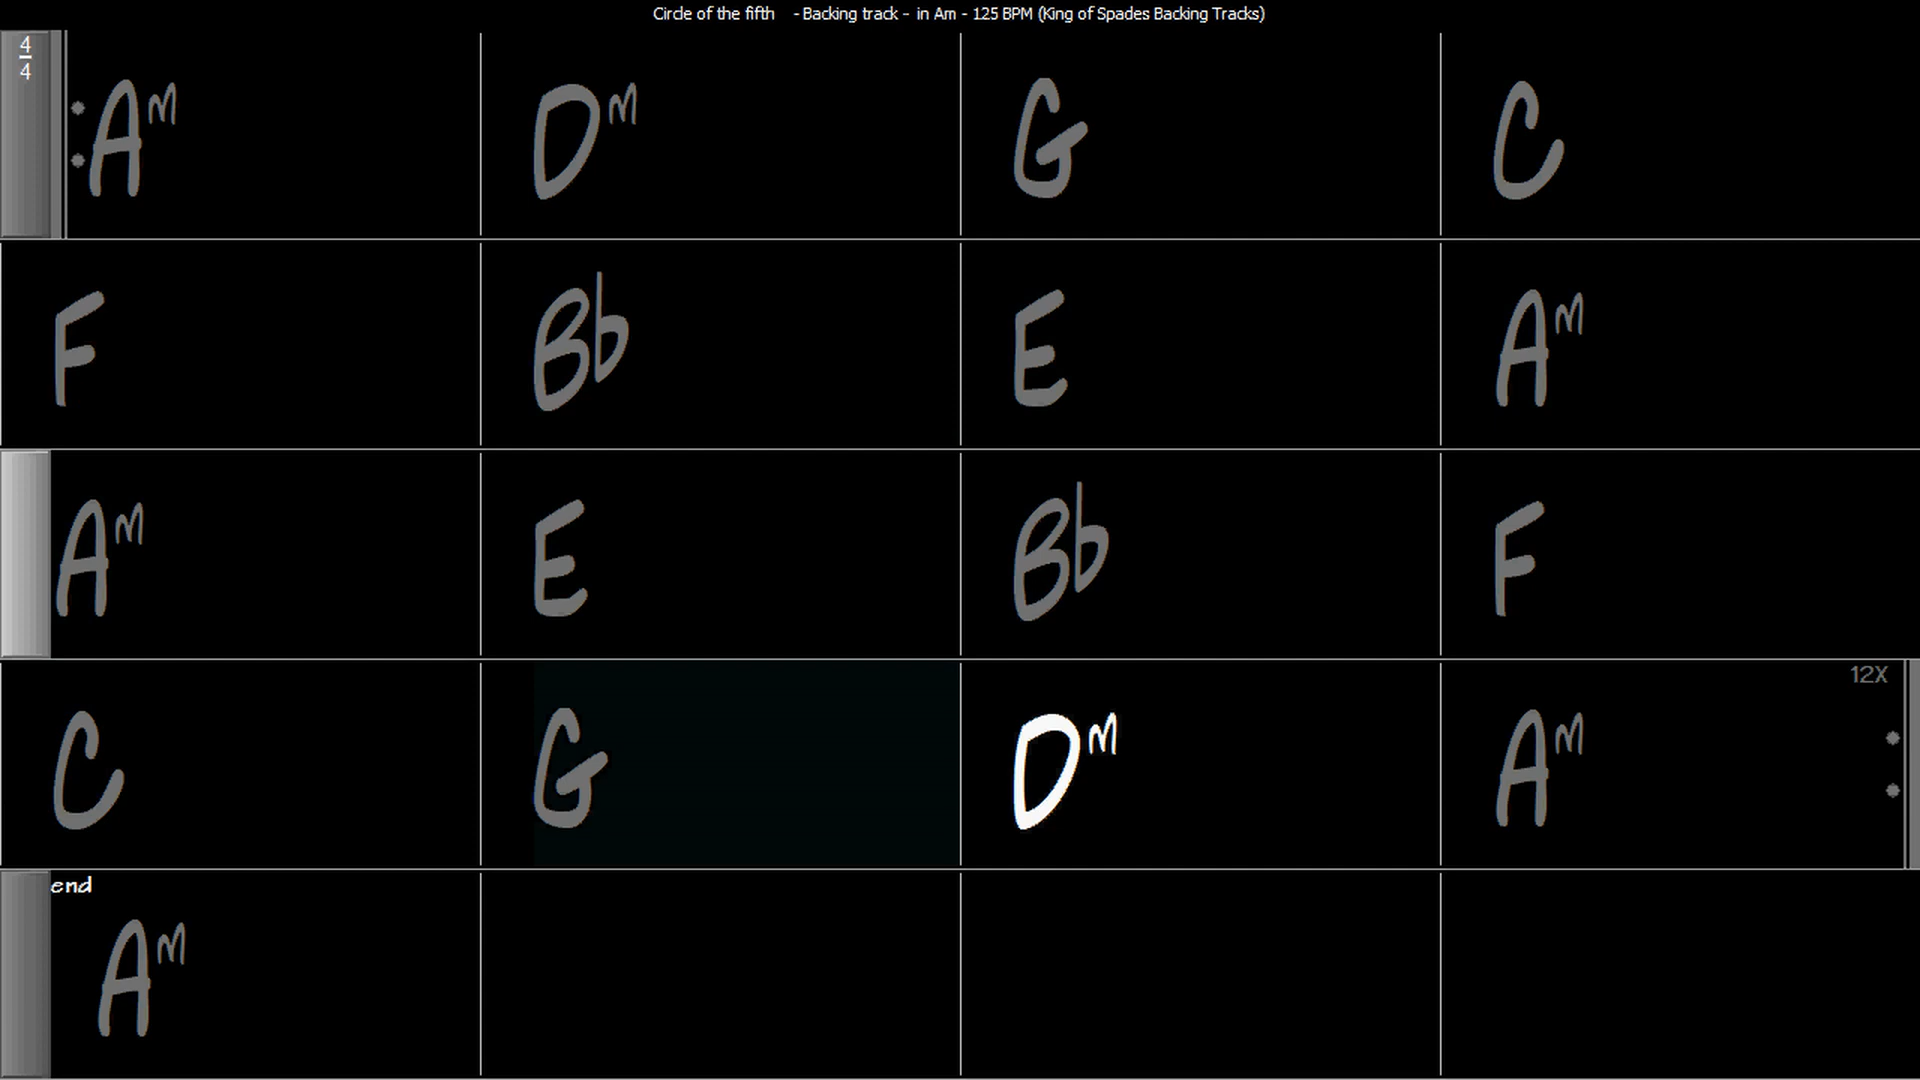 Circle of the fifth - Backing track - in Am - 125 BPM (King of Spades Backing Tracks)
4
4
Am Dm G C
F Bb E Am
Am E Bb F
12X
C G Dm Am
end
Am